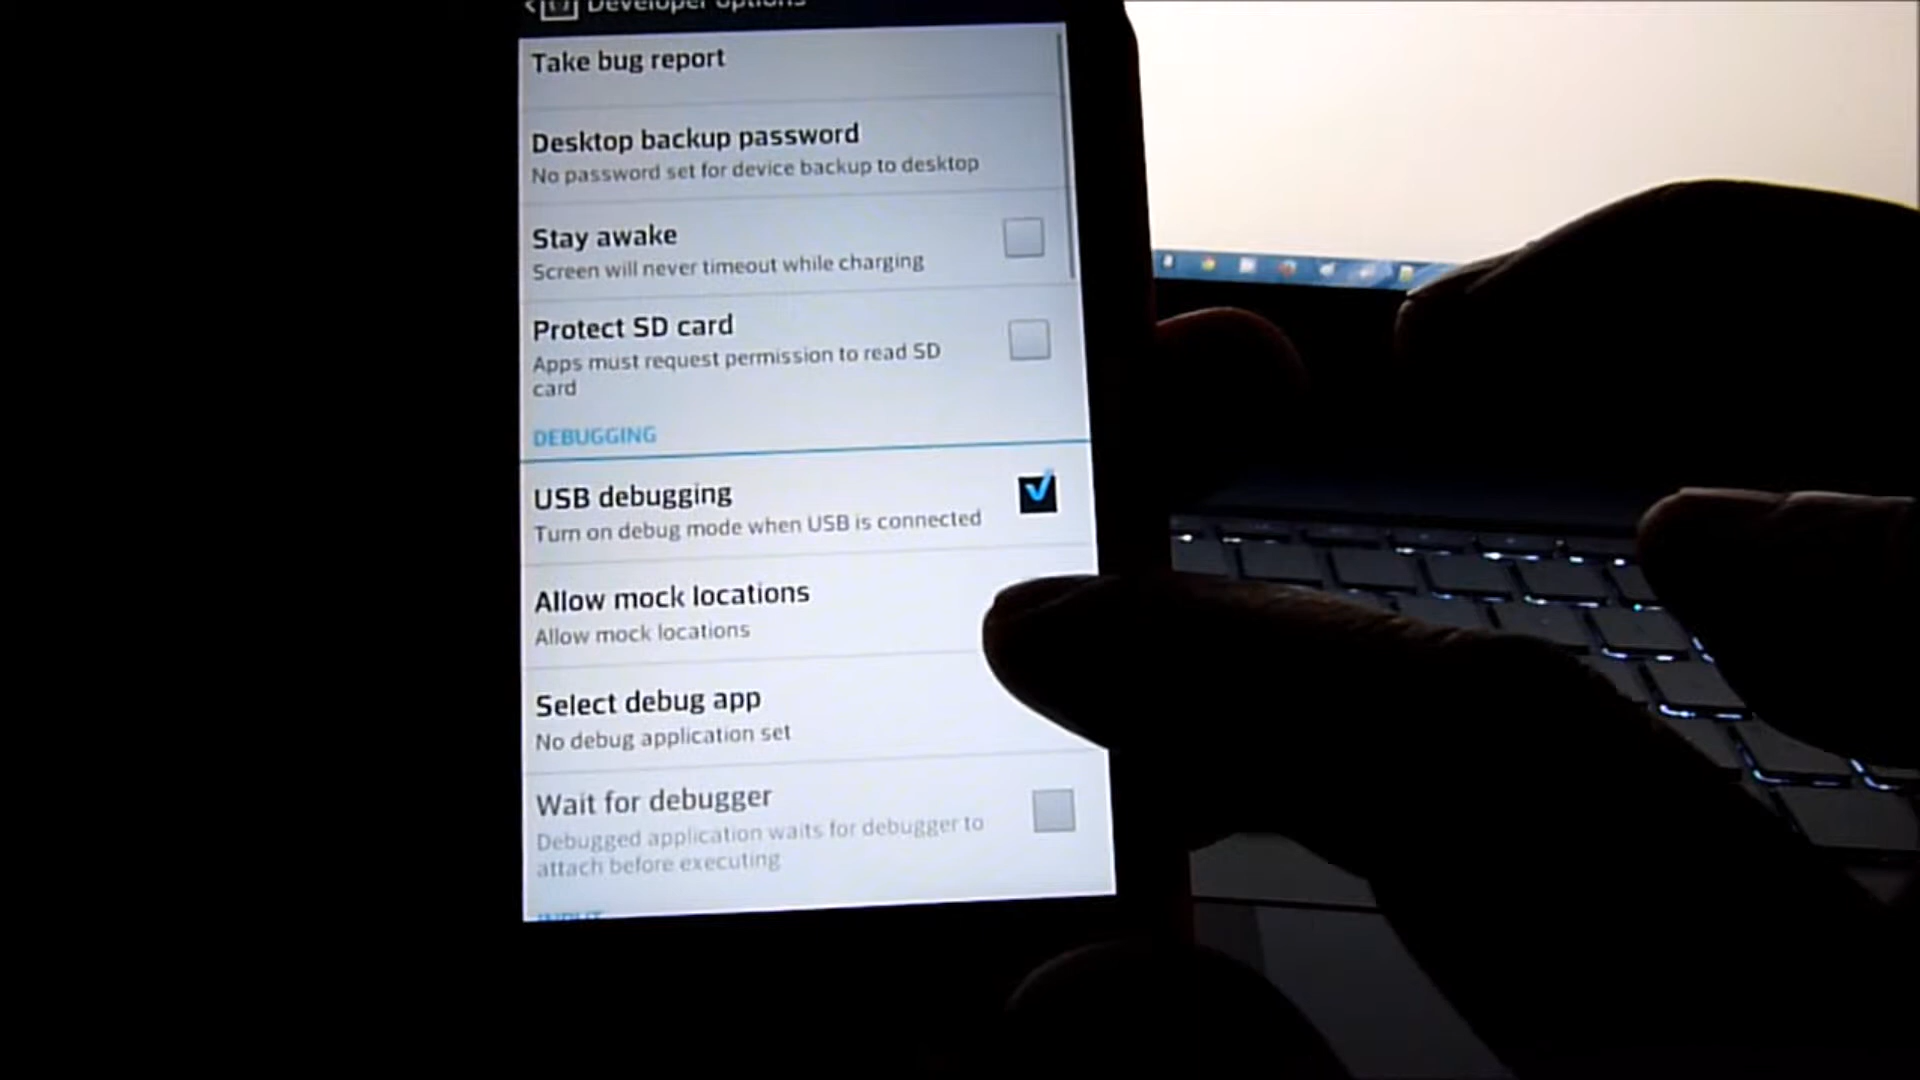 Developer options
Take bug report
Desktop backup password
No password set for device backup to desktop
Stay awake
Screen will never timeout while charging
Protect SD card
Apps must request permission to read SD
card
DEBUGGING
USB debugging
Turn on debug mode when USB is connected
Allow mock locations
Allow mock locations
Select debug app
No debug application set
Wait for debugger
Debugged application waits for debugger to
attach before executing
INPUT